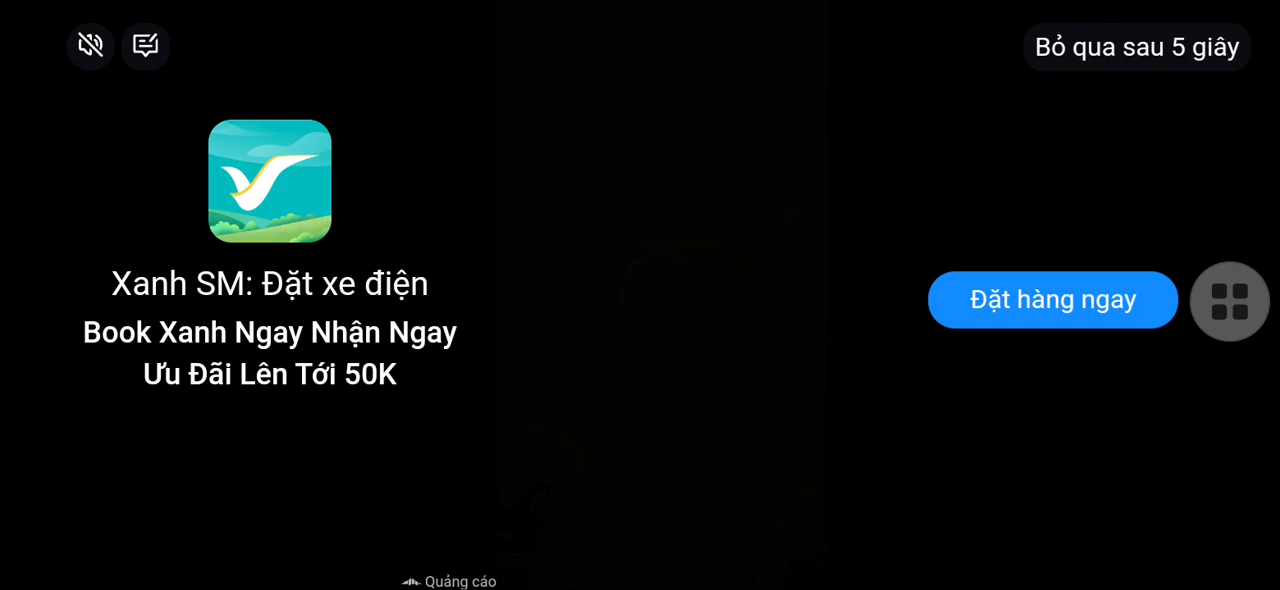 Bỏ qua sau 5 giây
Xanh SM: Đặt xe điện
Book Xanh Ngay Nhận Ngay
Ưu Đãi Lên Tới 50K
Đặt hàng ngay
Quảng cáo